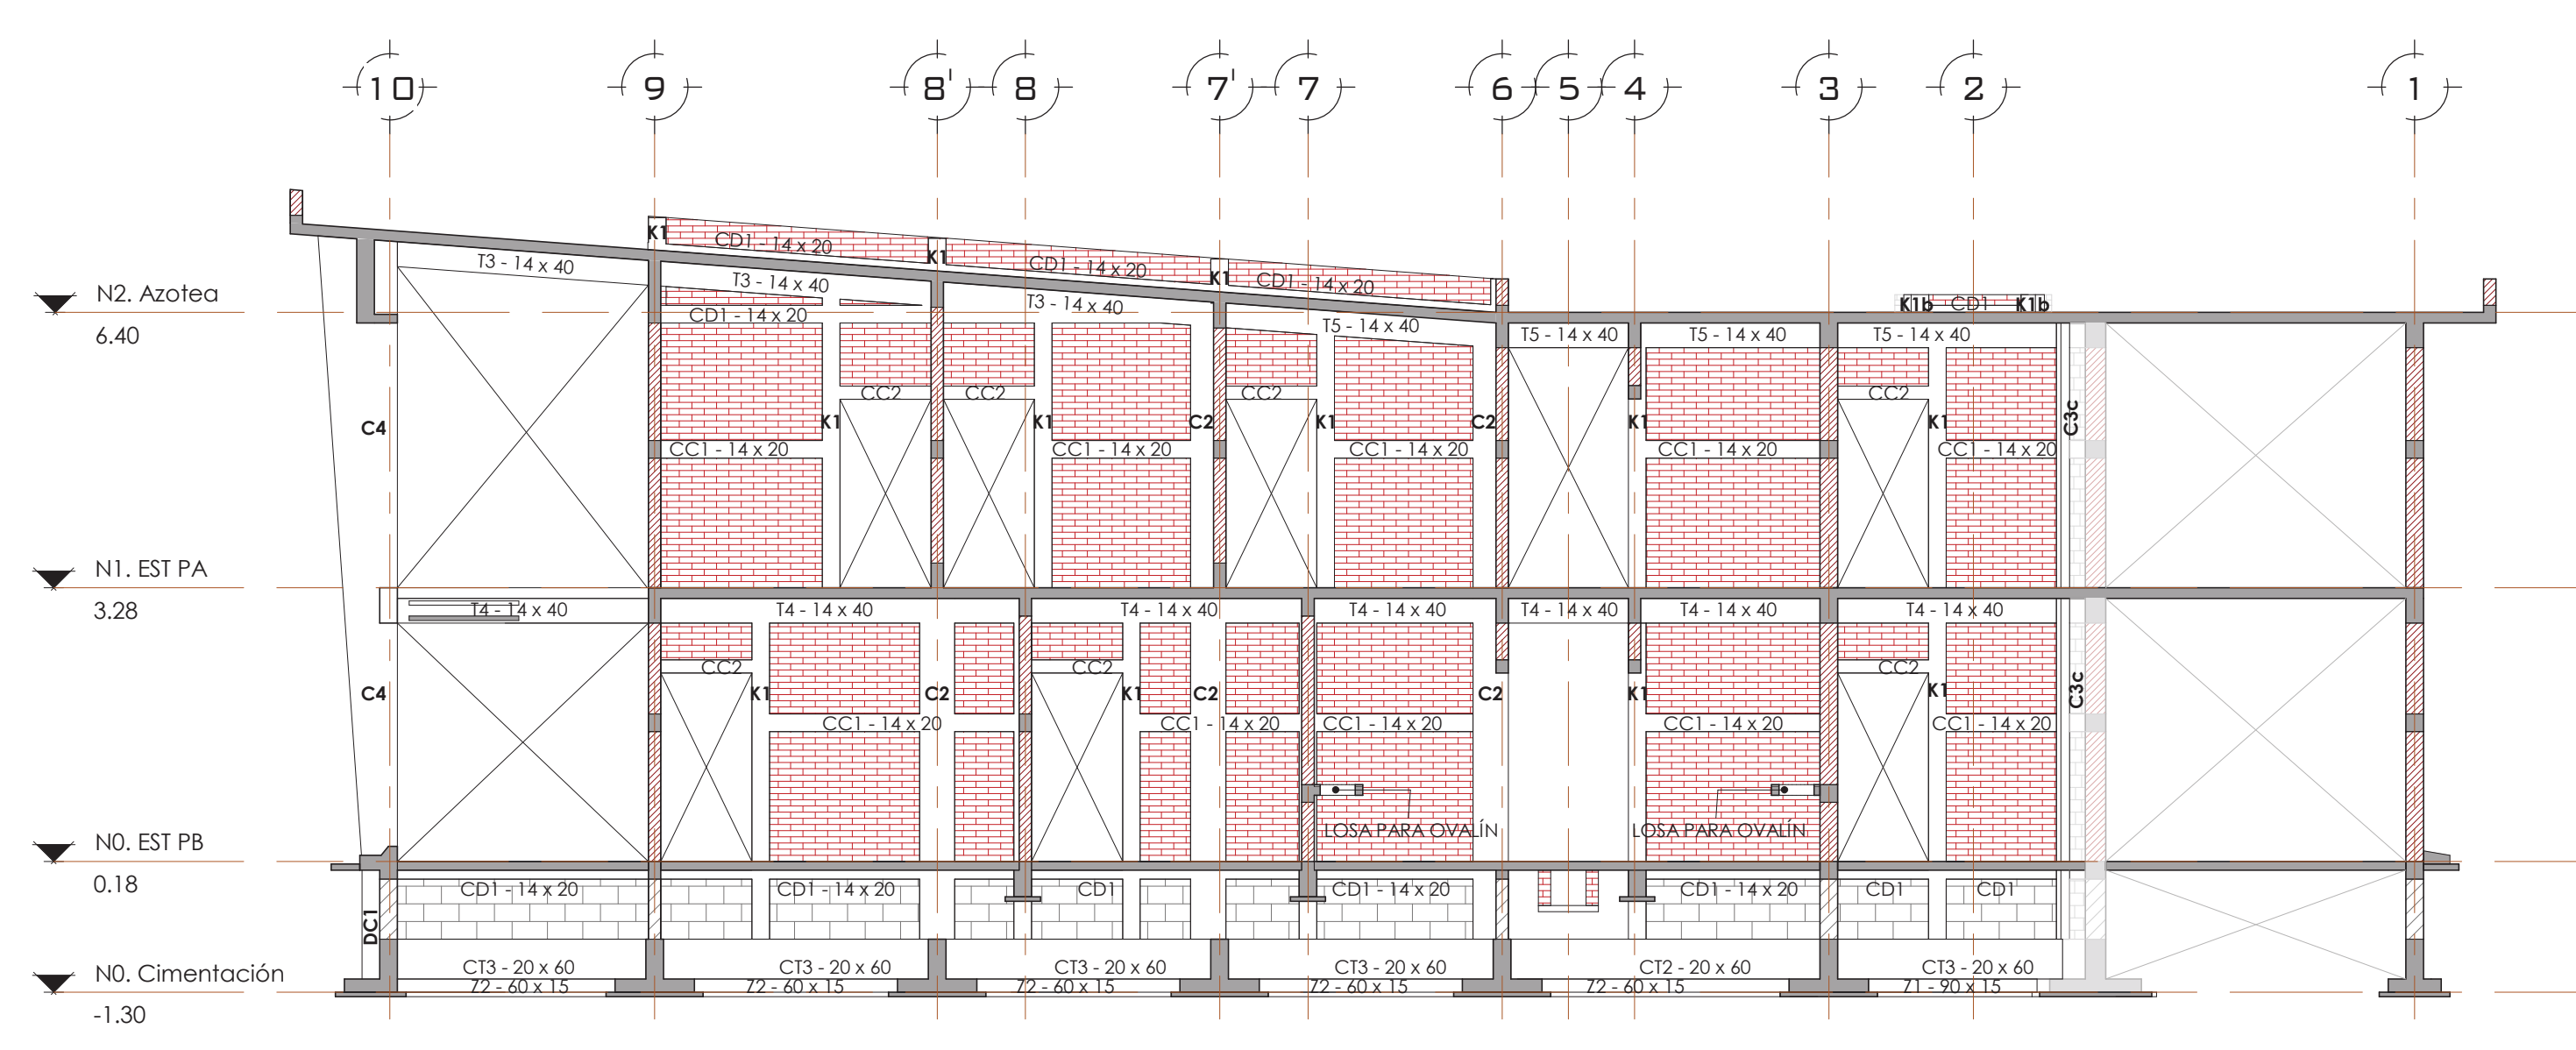 10 9 8' 8 7' 7 6 5 4 3 2 1
K1 CD1 - 14 x 20
K1 CD1 - 14 x 20
K1 CD1 - 14 x 20
T3 - 14 x 40
T3 - 14 x 40
T3 - 14 x 40
N2. Azotea
6.40
K1b CD1 K1b
CD1 - 14 x 20
T5 - 14 x 40
T5 - 14 x 40
T5 - 14 x 40
T5 - 14 x 40
CC2 CC2 CC2 CC2
C4 K1 K1 C2 K1 C2 K1 K1 C3c
CC1 - 14 x 20 CC1 - 14 x 20 CC1 - 14 x 20 CC1 - 14 x 20 CC1 - 14 x 20
N1. EST PA
3.28
T4 - 14 x 40 T4 - 14 x 40 T4 - 14 x 40 T4 - 14 x 40 T4 - 14 x 40 T4 - 14 x 40 T4 - 14 x 40
CC2 CC2 CC2
C4 K1 C2 K1 C2 C2 K1 K1 C3c
CC1 - 14 x 20 CC1 - 14 x 20 CC1 - 14 x 20 CC1 - 14 x 20 CC1 - 14 x 20
LOSA PARA OVALÍN LOSA PARA OVALÍN
N0. EST PB
0.18
CD1 - 14 x 20 CD1 - 14 x 20 CD1 CD1 - 14 x 20 CD1 - 14 x 20 CD1 CD1
DC1
N0. Cimentación
-1.30
CT3 - 20 x 60 CT3 - 20 x 60 CT3 - 20 x 60 CT3 - 20 x 60 CT2 - 20 x 60 CT3 - 20 x 60
Z2 - 60 x 15 Z2 - 60 x 15 Z2 - 60 x 15 Z2 - 60 x 15 Z2 - 60 x 15 Z1 - 90 x 15